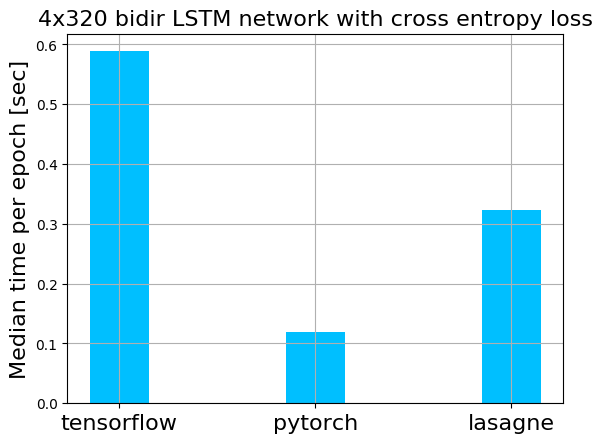 4x320 bidir LSTM network with cross entropy loss
Median time per epoch [sec]
0.6
0.5
0.4
0.3
0.2
0.1
0.0
tensorflow
pytorch
lasagne